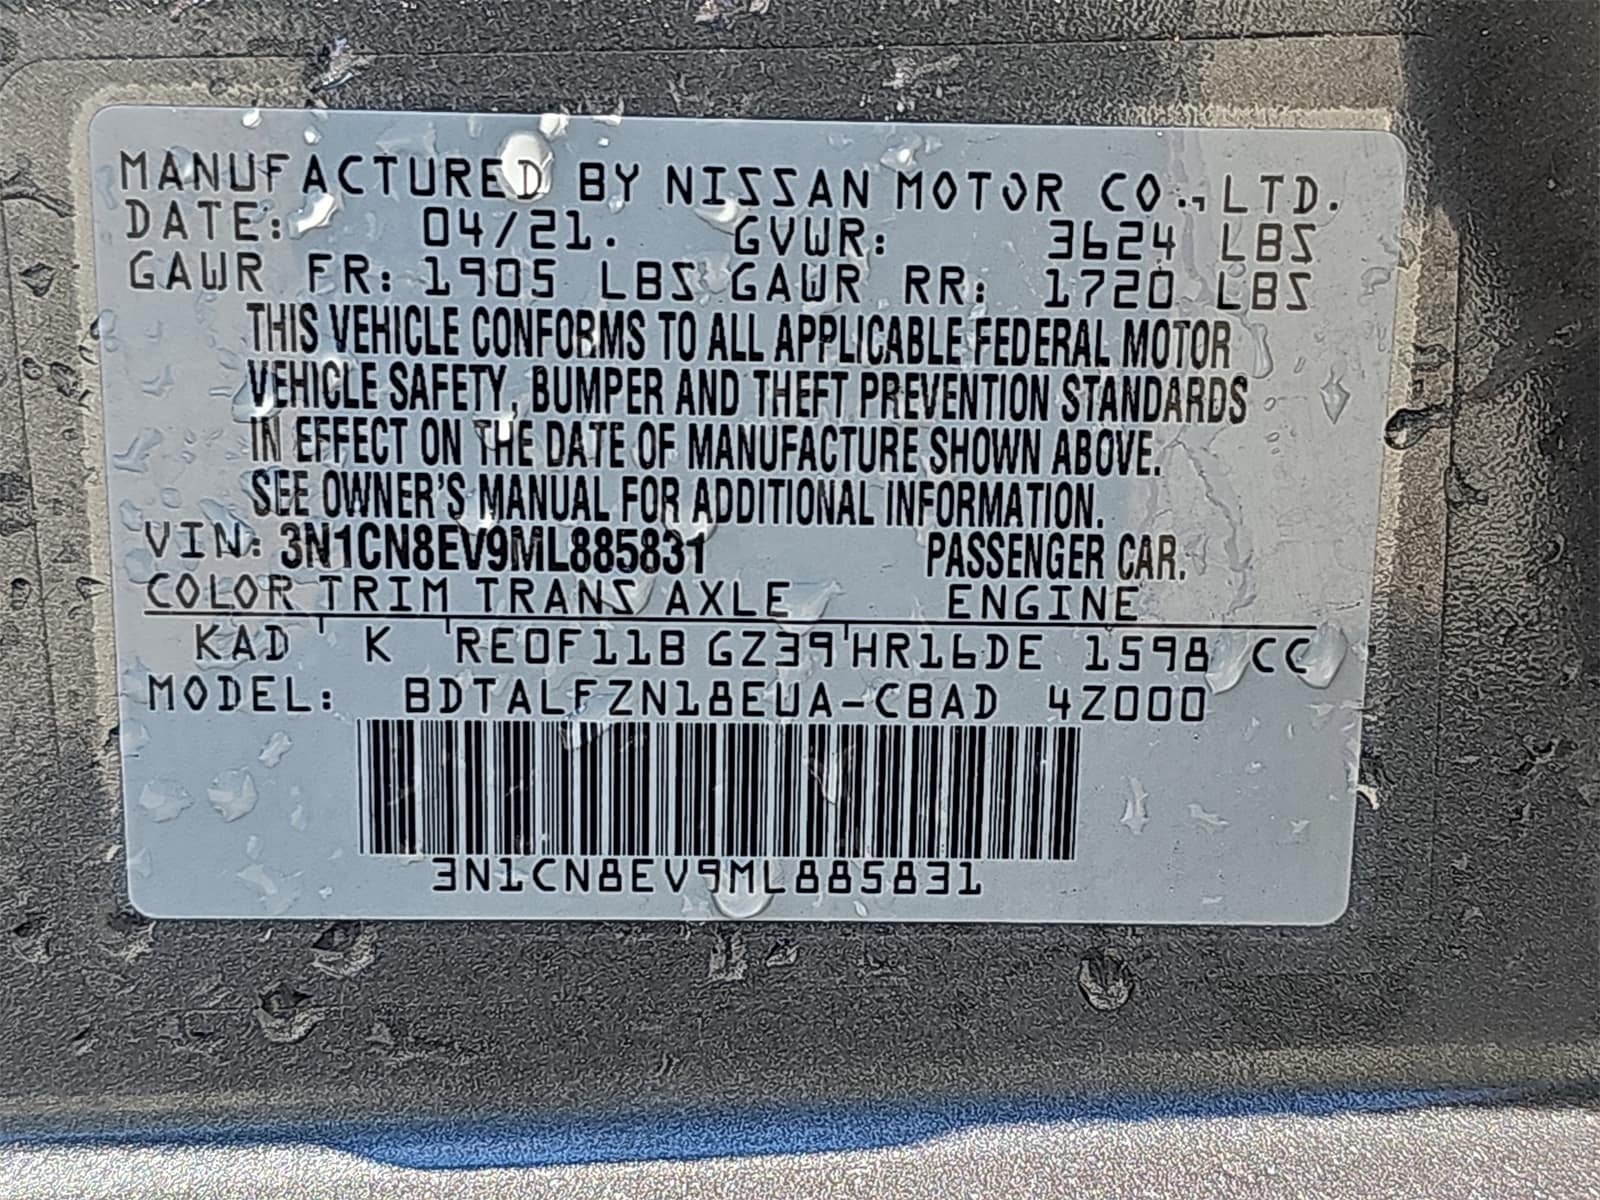 MANUFACTURED BY NISSAN MOTOR CO., LTD.
DATE: 04/21. GVWR: 3624 LBS
GAWR FR: 1905 LBS GAWR RR: 1720 LBS
THIS VEHICLE CONFORMS TO ALL APPLICABLE FEDERAL MOTOR
VEHICLE SAFETY, BUMPER AND THEFT PREVENTION STANDARDS
IN EFFECT ON THE DATE OF MANUFACTURE SHOWN ABOVE.
SEE OWNER'S MANUAL FOR ADDITIONAL INFORMATION.
VIN: 3N1CN8EV9ML885831 PASSENGER CAR.
COLOR TRIM TRANS AXLE ENGINE
KAD K RE0F11B GZ39 HR16DE 1598 CC
MODEL: BDTALFZN18EUA-CBAD 4Z000
3N1CN8EV9ML885831